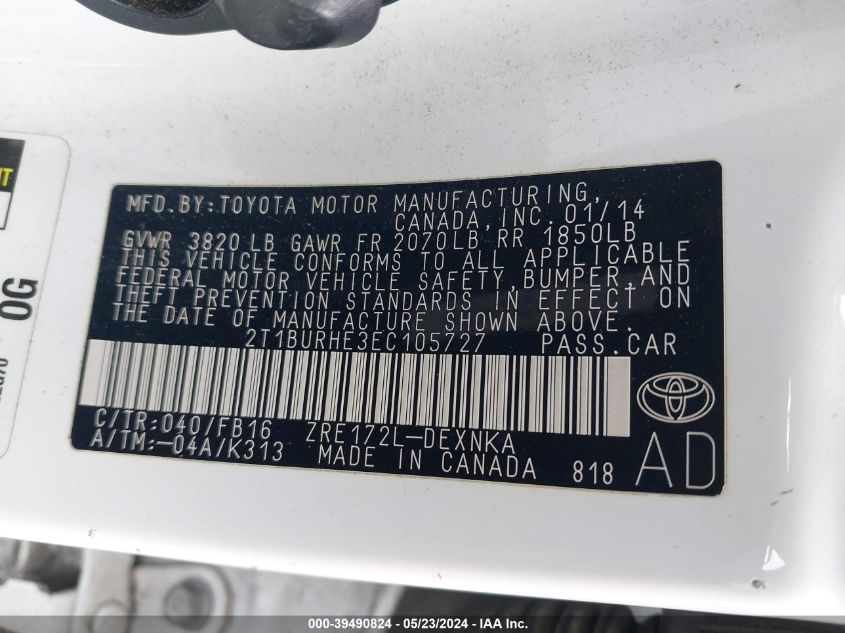 MFD.BY:TOYOTA MOTOR MANUFACTURING,
CANADA,INC. 01/14
GVWR 3820 LB GAWR FR 2070LB RR 1850LB
THIS VEHICLE CONFORMS TO ALL APPLICABLE
FEDERAL MOTOR VEHICLE SAFETY,BUMPER,AND
THEFT PREVENTION STANDARDS IN EFFECT ON
THE DATE OF MANUFACTURE SHOWN ABOVE.
2T1BURHE3EC105727 PASS.CAR
C/TR:040/FB16 ZRE172L-DEXNKA
A/TM:-04A/K313 MADE IN CANADA 818 AD
OG
000-39490824 | 05/23/2024 - IAA Inc.